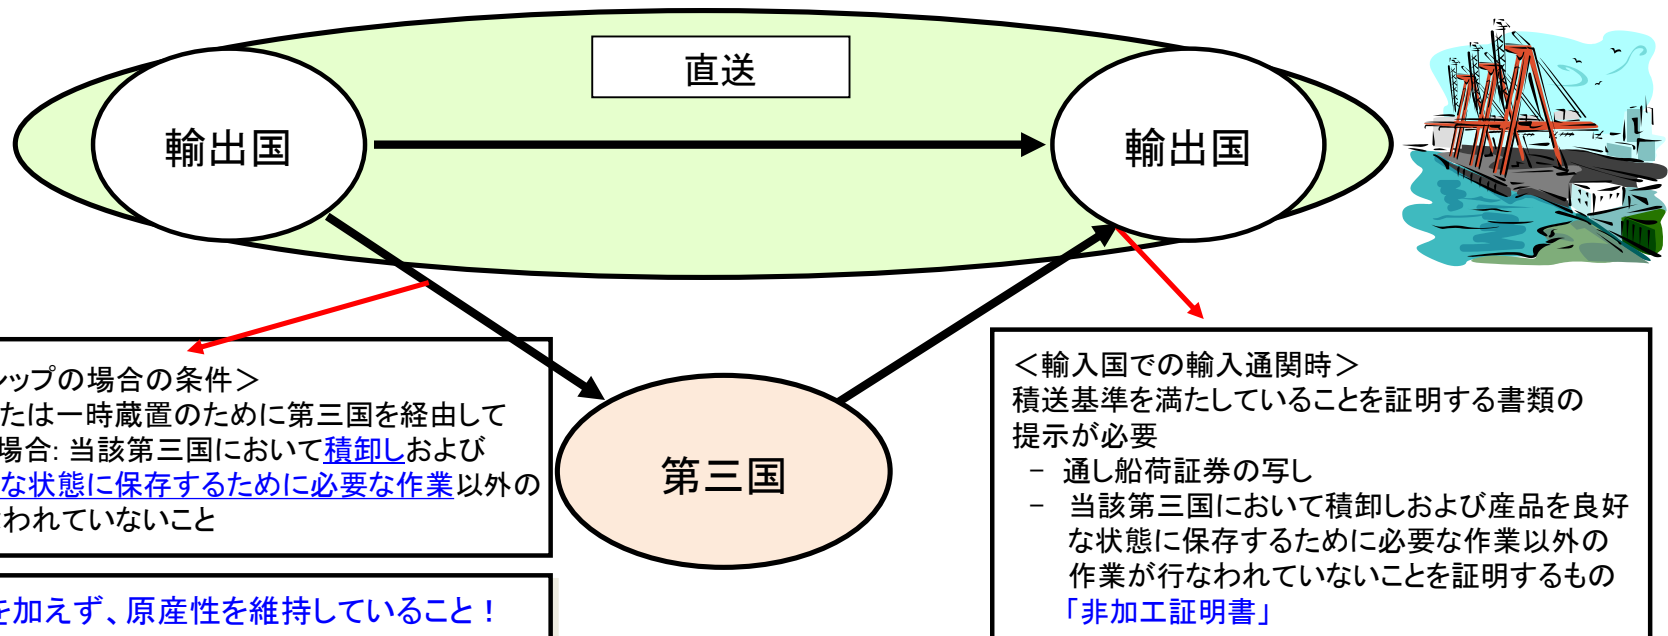 直送
輸出国
輸出国
第三国
シップの場合の条件＞
たは一時蔵置のために第三国を経由して
場合: 当該第三国において積卸しおよび
な状態に保存するために必要な作業以外の
われていないこと
を加えず、原産性を維持していること！
＜輸入国での輸入通関時＞
積送基準を満たしていることを証明する書類の
提示が必要
－ 通し船荷証券の写し
－ 当該第三国において積卸しおよび産品を良好
な状態に保存するために必要な作業以外の
作業が行なわれていないことを証明するもの
「非加工証明書」